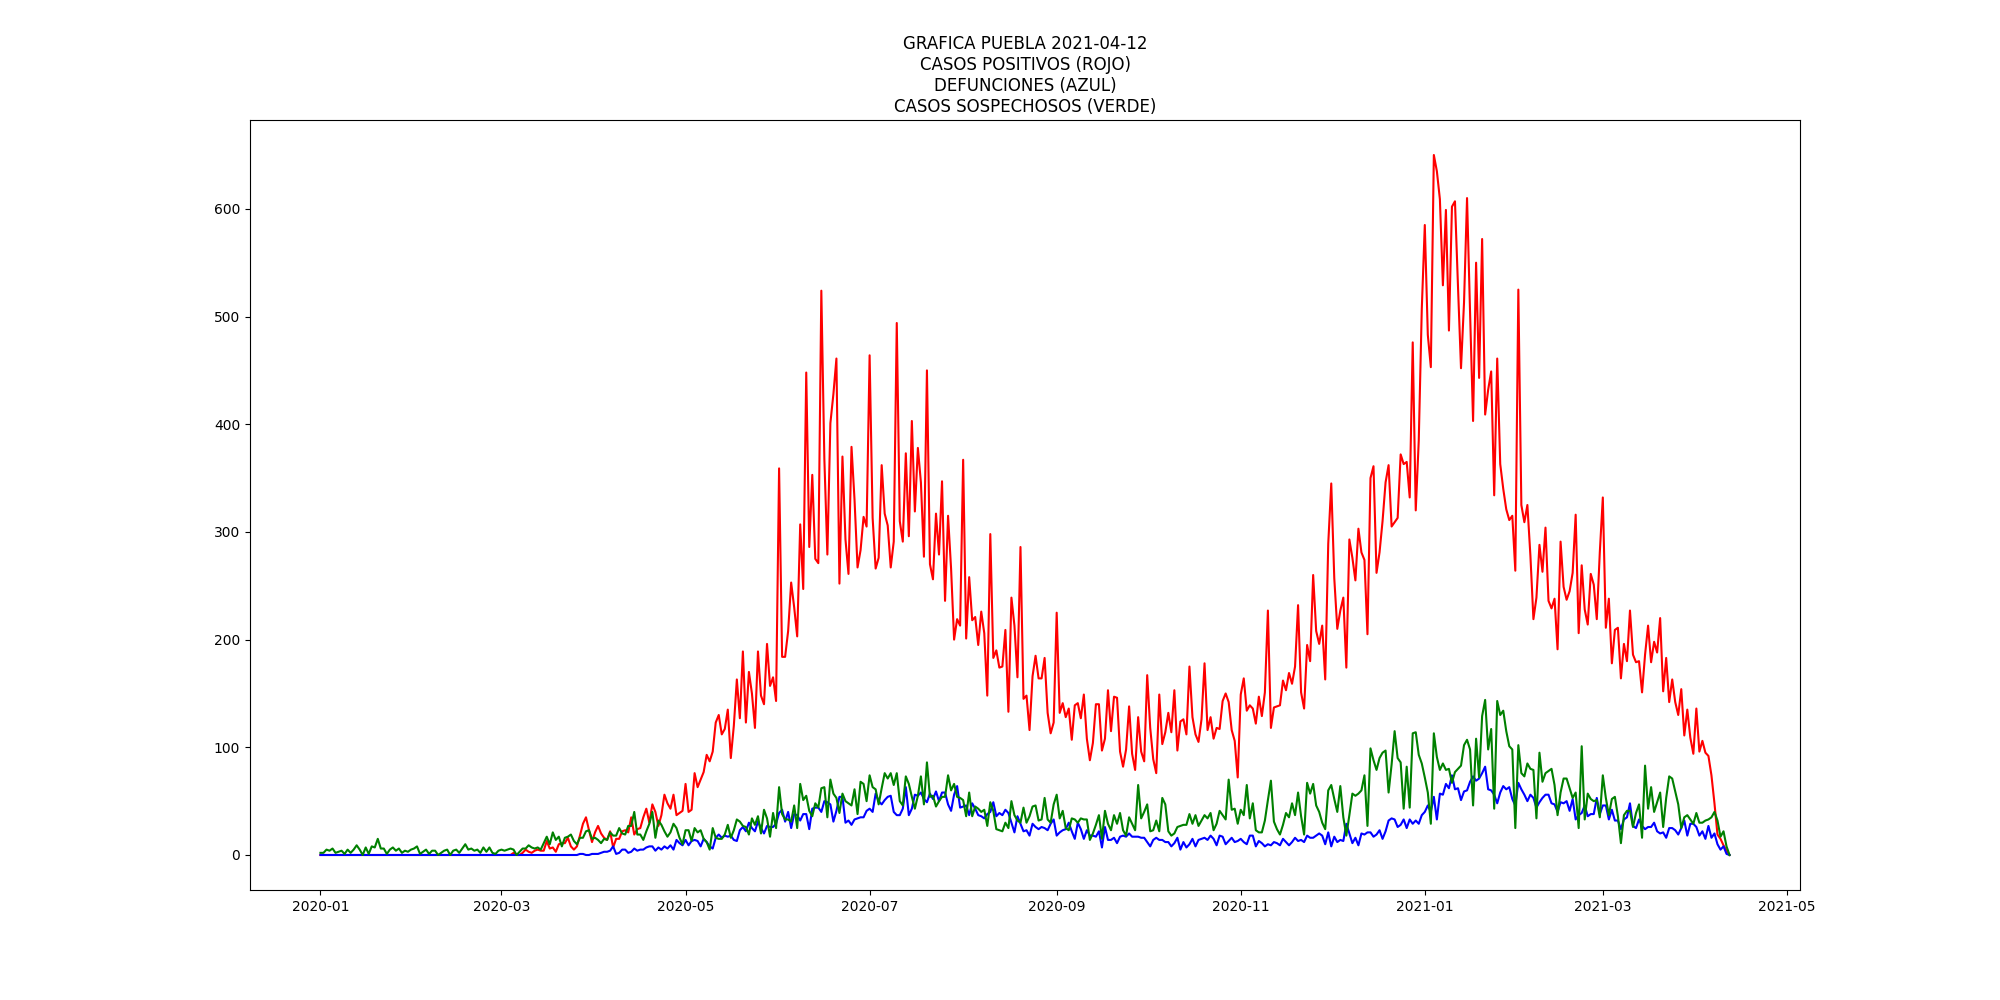 GRAFICA PUEBLA 2021-04-12
CASOS POSITIVOS (ROJO)
DEFUNCIONES (AZUL)
CASOS SOSPECHOSOS (VERDE)
600
500
400
300
200
100
0
2020-01 2020-03 2020-05 2020-07 2020-09 2020-11 2021-01 2021-03 2021-05